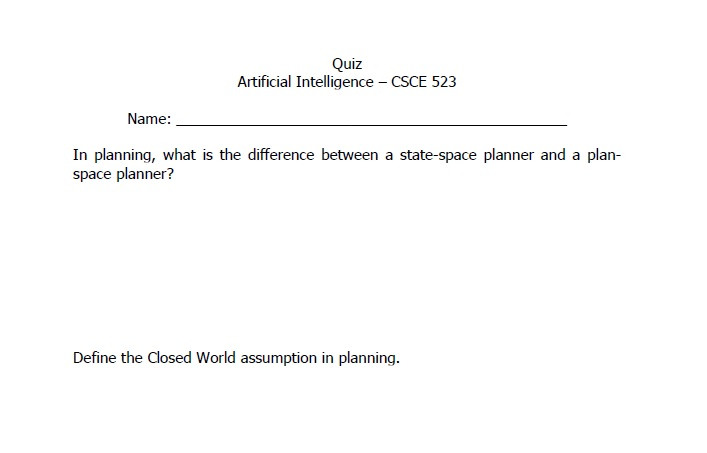 Quiz
Artificial Intelligence – CSCE 523
Name: ______________________________________________
In planning, what is the difference between a state-space planner and a plan-
space planner?
Define the Closed World assumption in planning.